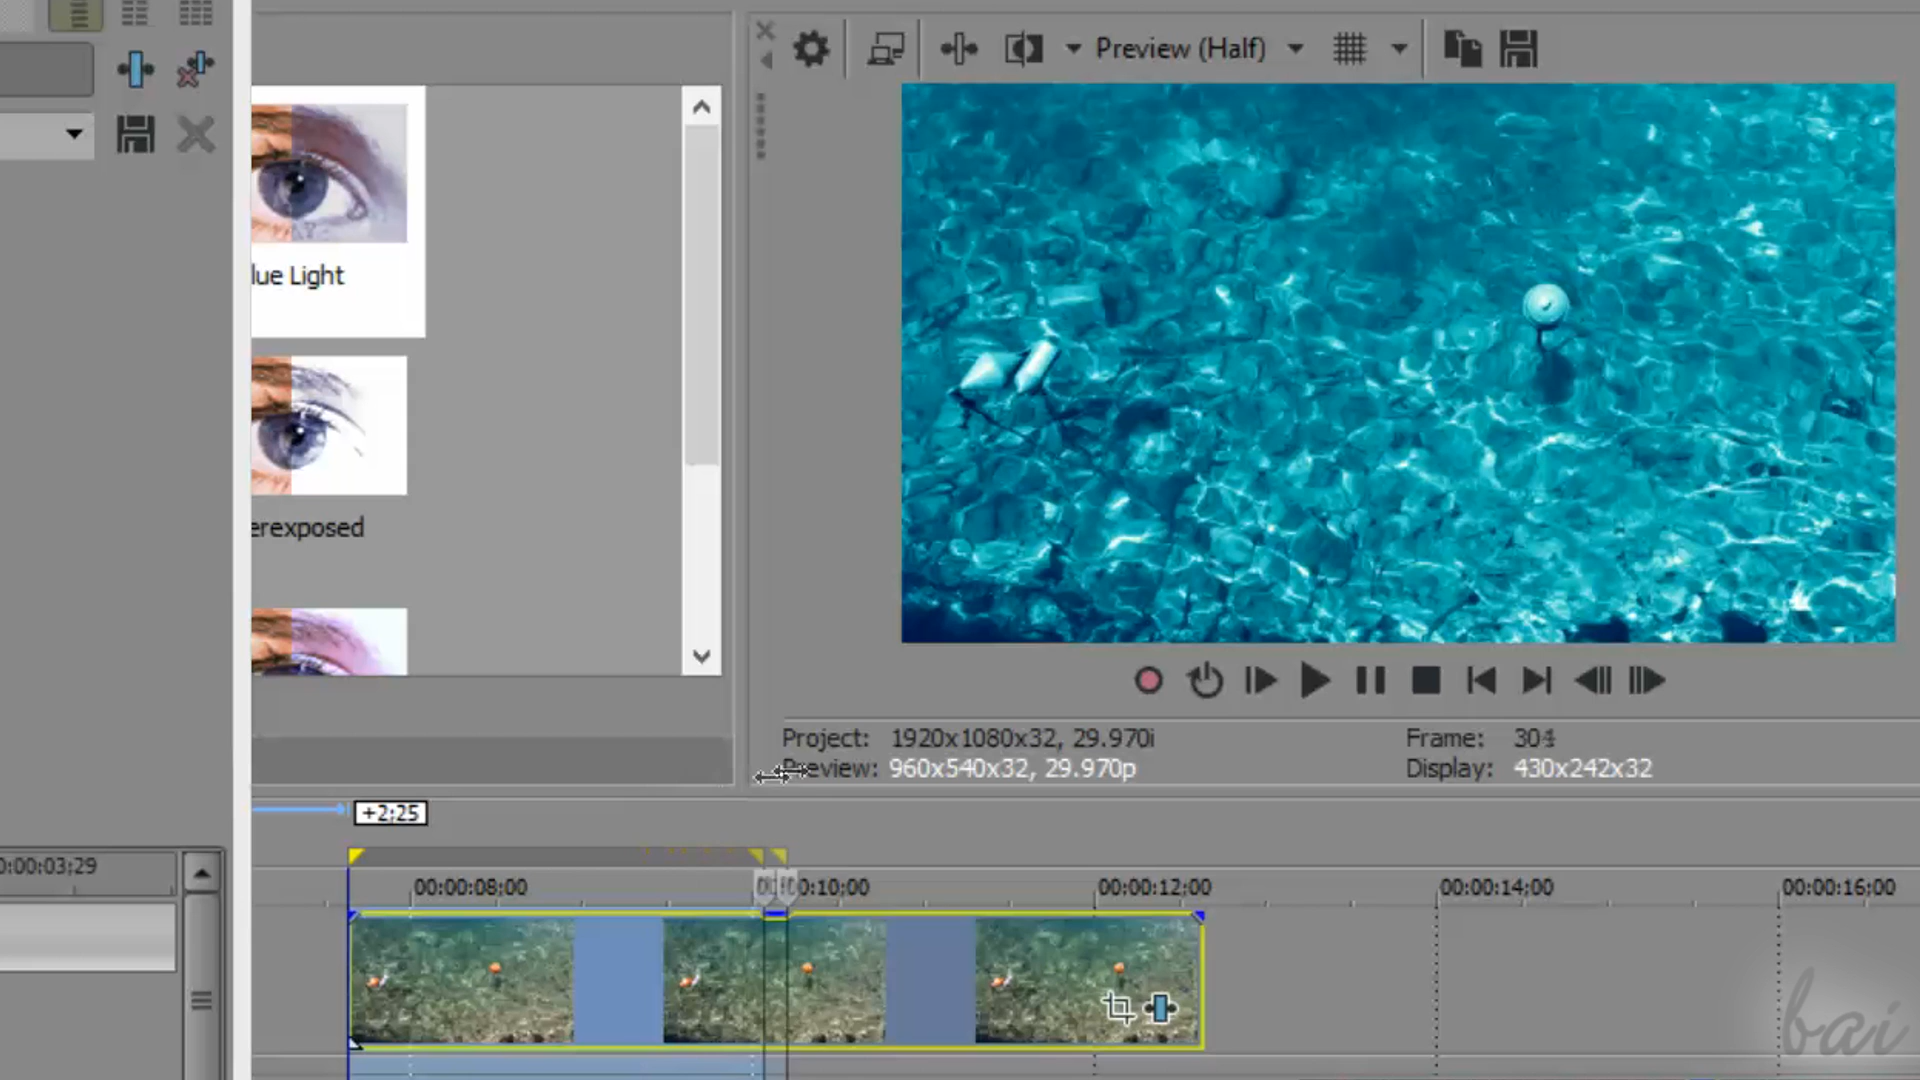 Preview (Half)
lue Light
erexposed
Project: 1920x1080x32, 29.970i
Frame:
Preview: 960x540x32, 29.970p
Display: 430x242x32
+2;25
0:00:03;29
00:00:08;00
0:10;00
00:00:12;00
00:00:14;00
00:00:16;00
bai